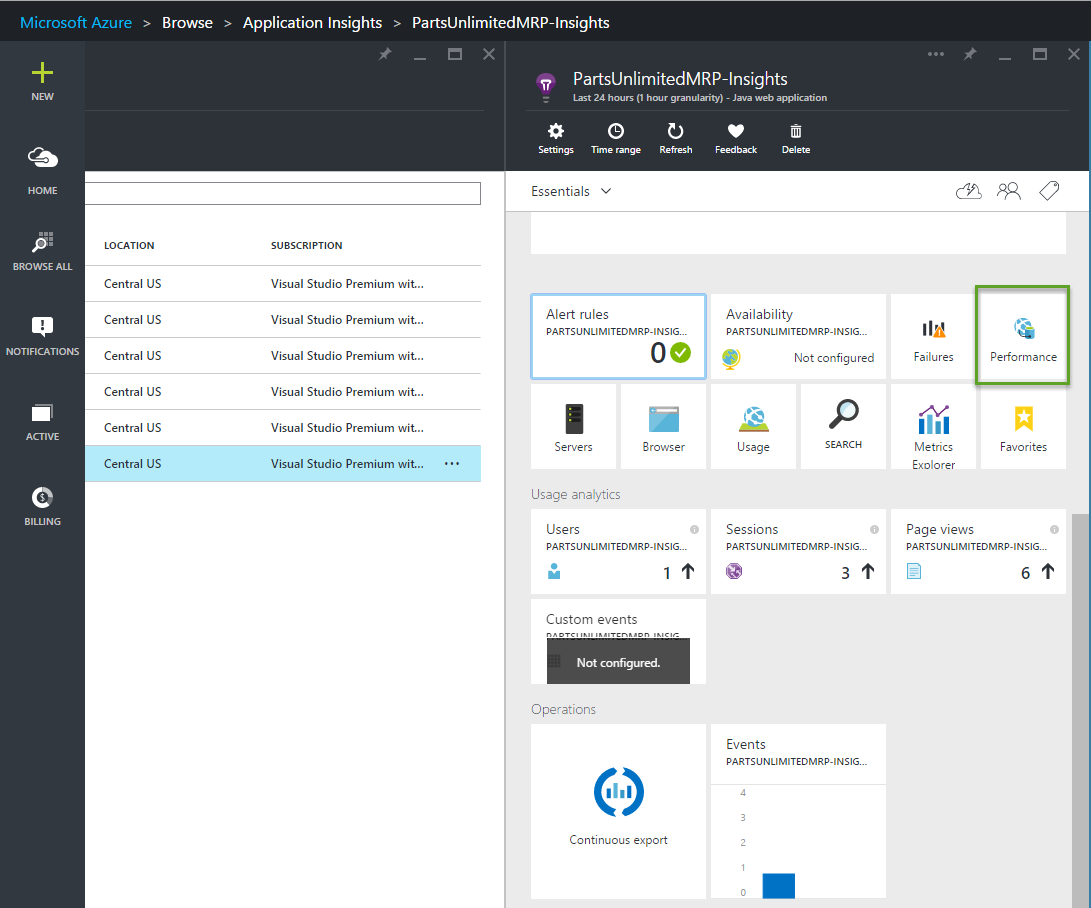 Microsoft Azure > Browse > Application Insights > PartsUnlimitedMRP-Insights
NEW
HOME
BROWSE ALL
NOTIFICATIONS
ACTIVE
BILLING
LOCATION SUBSCRIPTION
Central US Visual Studio Premium wit...
Central US Visual Studio Premium wit...
Central US Visual Studio Premium wit...
Central US Visual Studio Premium wit...
Central US Visual Studio Premium wit...
Central US Visual Studio Premium wit... ...
PartsUnlimitedMRP-Insights
Last 24 hours (1 hour granularity) - Java web application
Settings Time range Refresh Feedback Delete
Essentials
Alert rules
PARTSUNLIMITEDMRP-INSIG...
0
Availability
PARTSUNLIMITEDMRP-INSIG...
Not configured
Failures
Performance
Servers
Browser
Usage
SEARCH
Metrics
Explorer
Favorites
Usage analytics
Users
PARTSUNLIMITEDMRP-INSIG...
1
Sessions
PARTSUNLIMITEDMRP-INSIG...
3
Page views
PARTSUNLIMITEDMRP-INSIG...
6
Custom events
PARTSUNLIMITEDMRP-INSIG...
Not configured.
Operations
Continuous export
Events
PARTSUNLIMITEDMRP-INSIG...
4
3
2
1
0